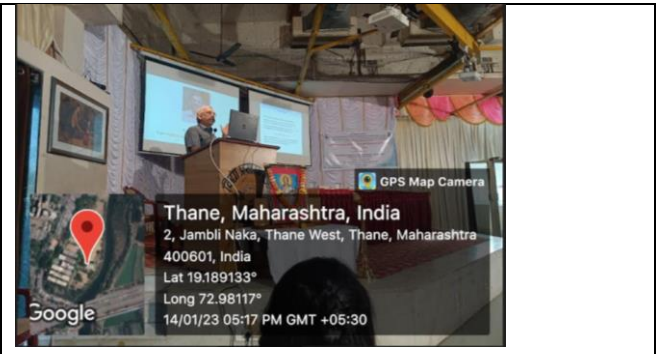 GPS Map Camera
Thane, Maharashtra, India
2, Jambli Naka, Thane West, Thane, Maharashtra
400601, India
Lat 19.189133°
Long 72.98117°
14/01/23 05:17 PM GMT +05:30
Google